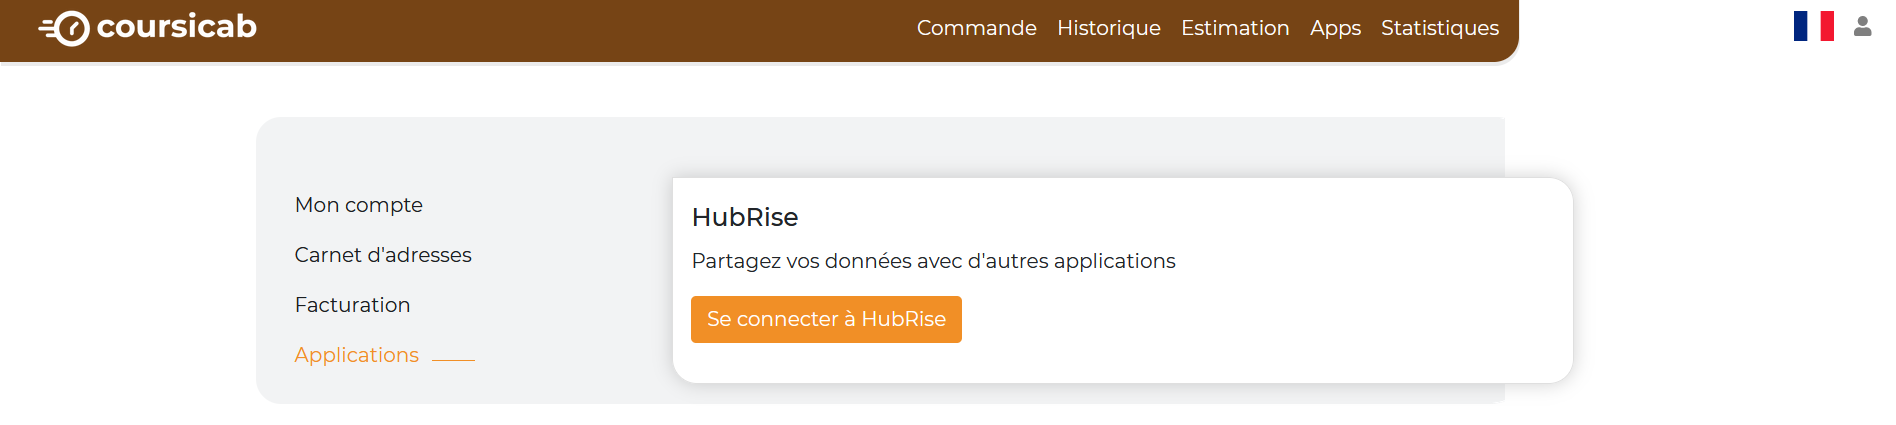 coursicab
Commande Historique Estimation Apps Statistiques
Mon compte
Carnet d'adresses
Facturation
Applications
HubRise
Partagez vos données avec d'autres applications
Se connecter à HubRise